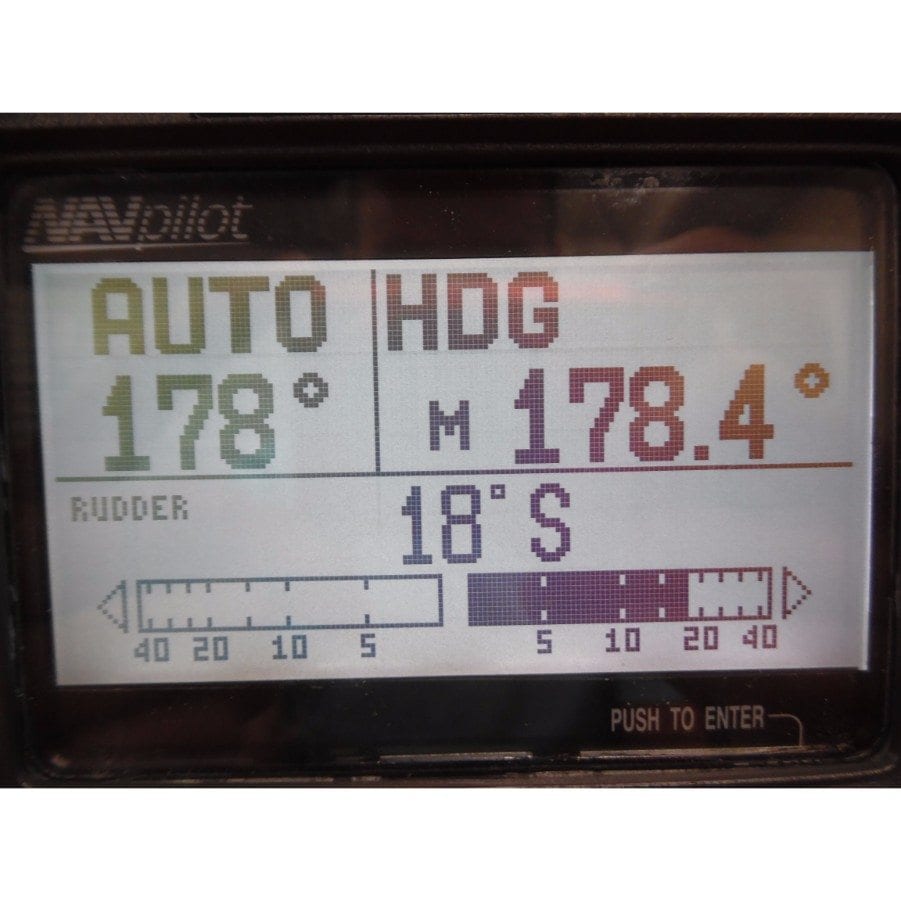 NAVpilot
AUTO HDG
178° M 178.4°
RUDDER 18° S
40 20 10 5 5 10 20 40
PUSH TO ENTER